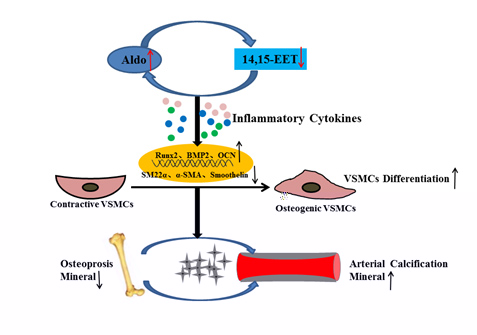 Aldo
14,15-EET
Inflammatory Cytokines
Runx2、BMP2、OCN
SM22α、α-SMA、Smoothelin
VSMCs Differentiation
Contractive VSMCs
Osteogenic VSMCs
Osteoprosis
Mineral
Arterial Calcification
Mineral